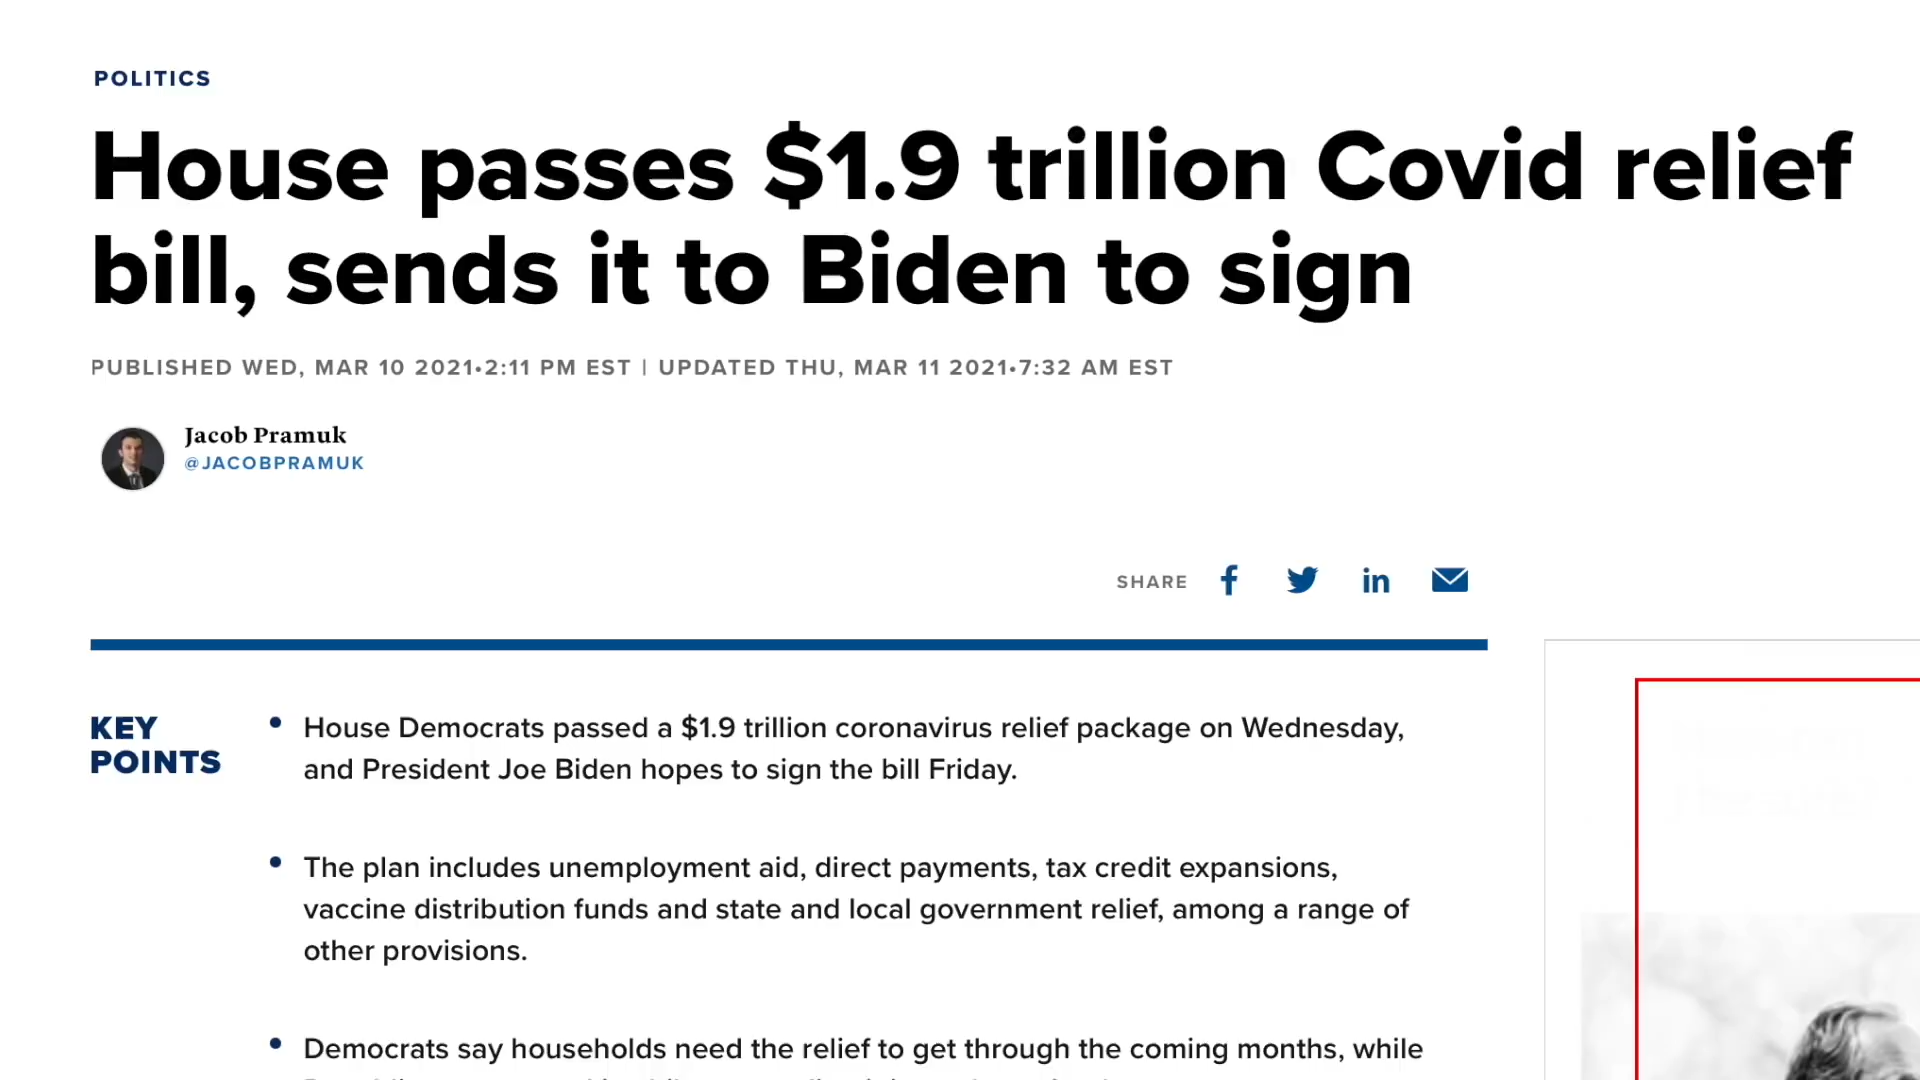 POLITICS
House passes $1.9 trillion Covid relief
bill, sends it to Biden to sign
PUBLISHED WED, MAR 10 2021•2:11 PM EST | UPDATED THU, MAR 11 2021•7:32 AM EST
Jacob Pramuk
@JACOBPRAMUK
SHARE
KEY
POINTS
• House Democrats passed a $1.9 trillion coronavirus relief package on Wednesday,
and President Joe Biden hopes to sign the bill Friday.
• The plan includes unemployment aid, direct payments, tax credit expansions,
vaccine distribution funds and state and local government relief, among a range of
other provisions.
• Democrats say households need the relief to get through the coming months, while